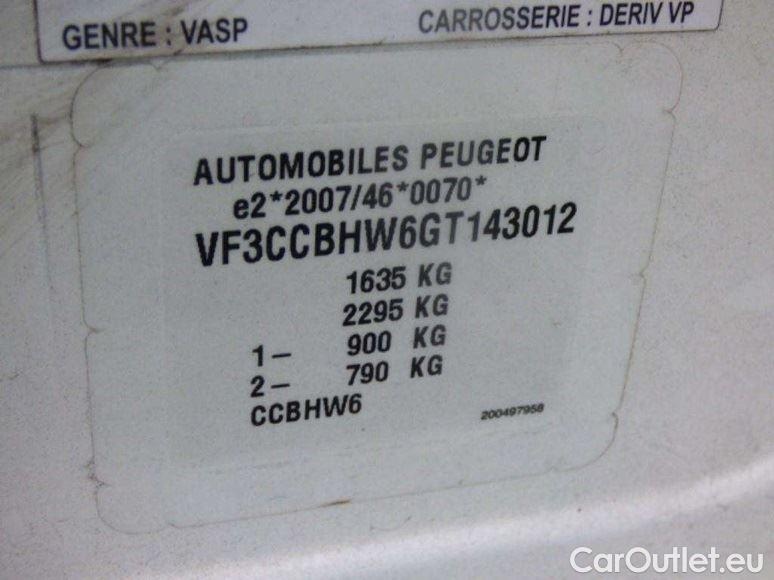 GENRE : VASP
CARROSSERIE : DERIV VP
AUTOMOBILES PEUGEOT
e2*2007/46*0070*
VF3CCBHW6GT143012
1635 KG
2295 KG
1– 900 KG
2– 790 KG
CCBHW6
200497958
CarOutlet.eu